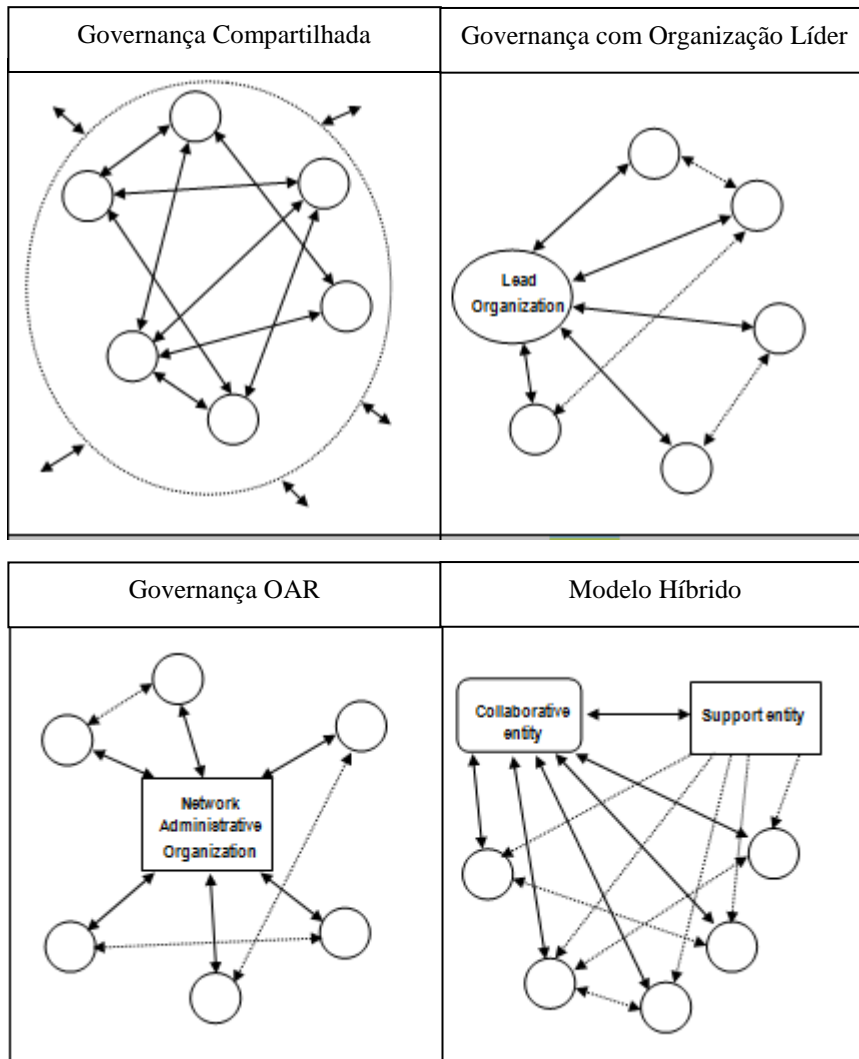 Governança Compartilhada
Governança com Organização Líder
Lead
Organization
Governança OAR
Modelo Híbrido
Network
Administrative
Organization
Collaborative
entity
Support entity